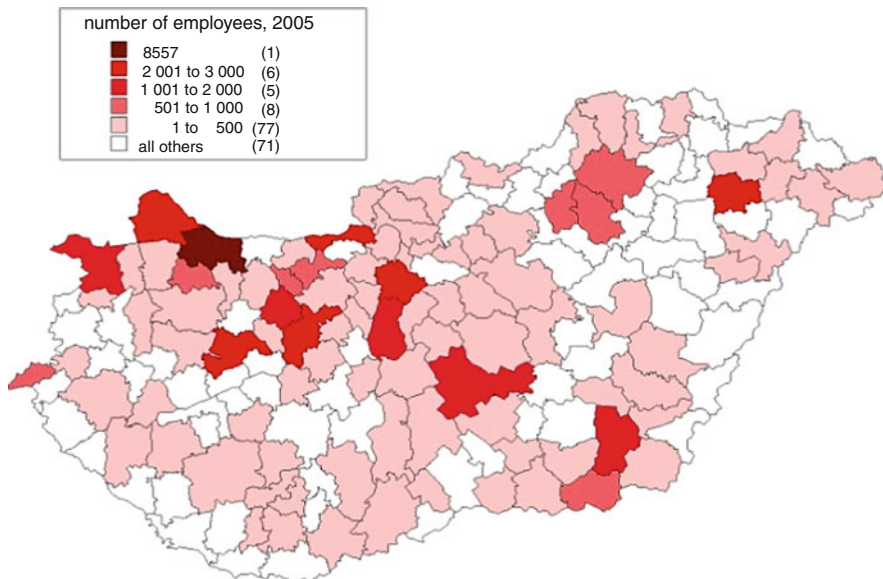 number of employees, 2005
8557 (1)
2 001 to 3 000 (6)
1 001 to 2 000 (5)
501 to 1 000 (8)
1 to 500 (77)
all others (71)